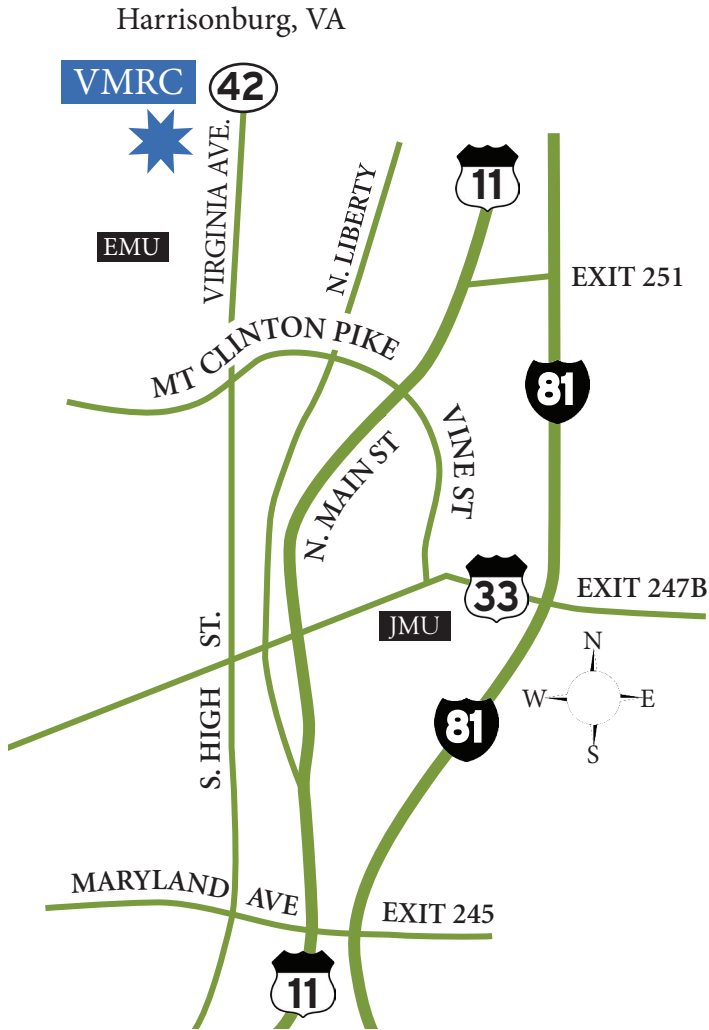 Harrisonburg, VA
VMRC
42
VIRGINIA AVE.
N. LIBERTY
11
EMU
EXIT 251
MT CLINTON PIKE
81
N. MAIN ST
VINE ST
33
EXIT 247B
JMU
S. HIGH ST.
N
W
E
S
81
MARYLAND AVE
EXIT 245
11